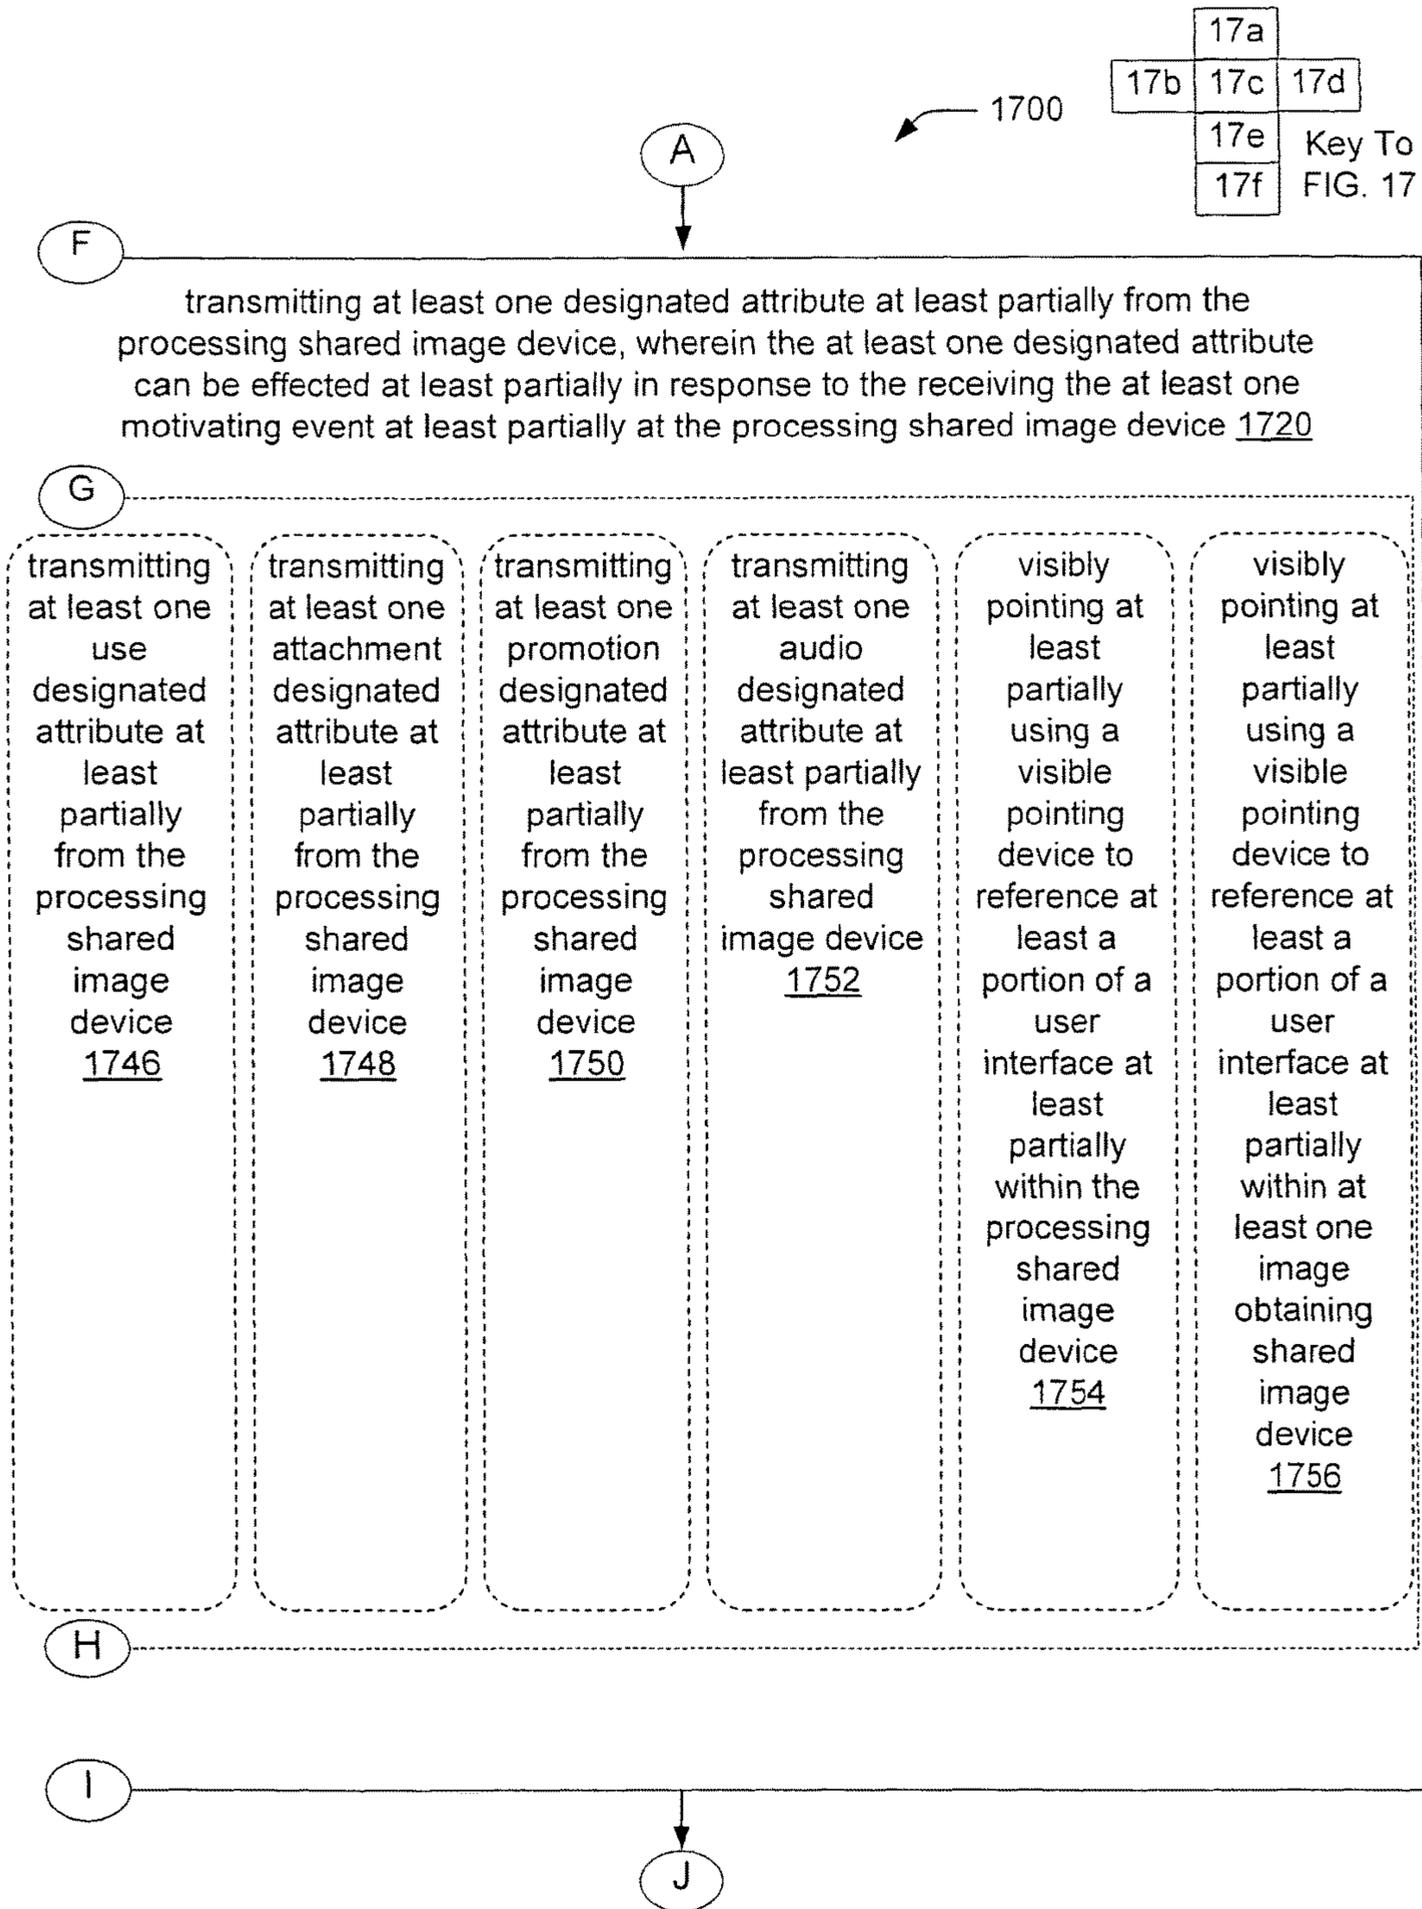 17a
17b 17c 17d
17e
17f
Key To
FIG. 17
1700
A
F
transmitting at least one designated attribute at least partially from the
processing shared image device, wherein the at least one designated attribute
can be effected at least partially in response to the receiving the at least one
motivating event at least partially at the processing shared image device 1720
G
transmitting
at least one
use
designated
attribute at
least
partially
from the
processing
shared
image
device
1746
transmitting
at least one
attachment
designated
attribute at
least
partially
from the
processing
shared
image
device
1748
transmitting
at least one
promotion
designated
attribute at
least
partially
from the
processing
shared
image
device
1750
transmitting
at least one
audio
designated
attribute at
least partially
from the
processing
shared
image device
1752
visibly
pointing at
least
partially
using a
visible
pointing
device to
reference at
least a
portion of a
user
interface at
least
partially
within the
processing
shared
image
device
1754
visibly
pointing at
least
partially
using a
visible
pointing
device to
reference at
least a
portion of a
user
interface at
least
partially
within at
least one
image
obtaining
shared
image
device
1756
H
I
J